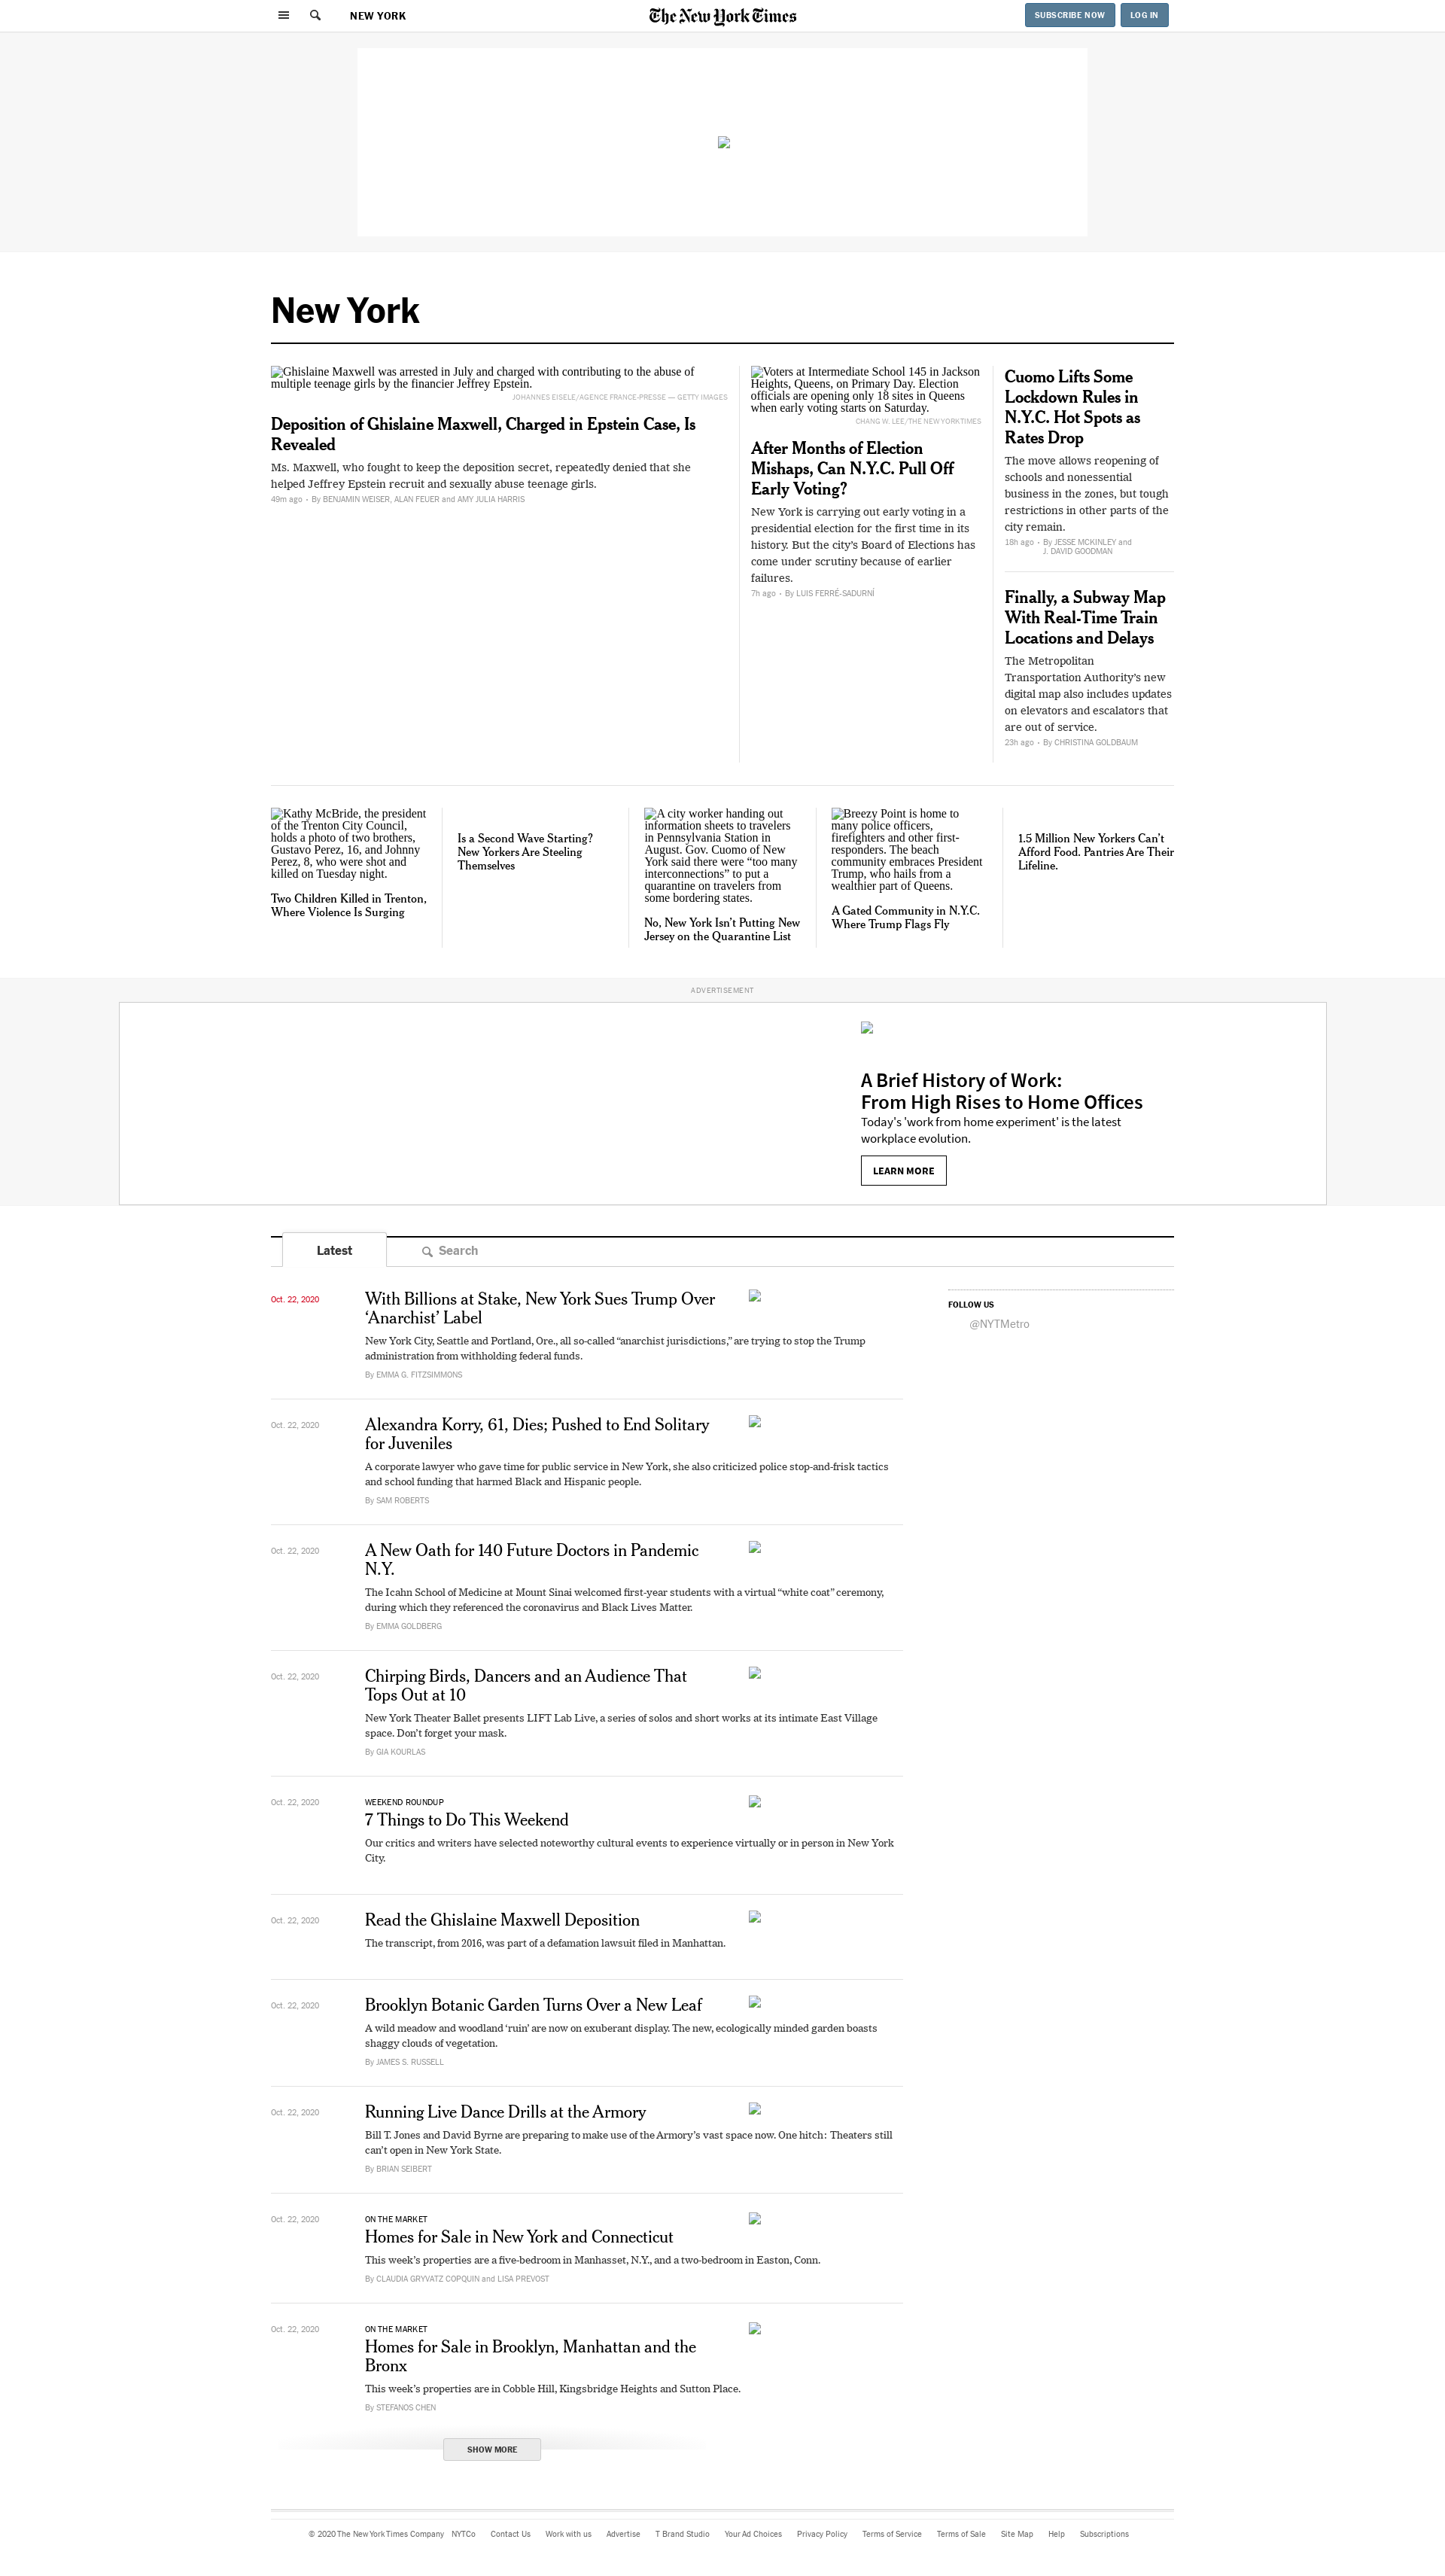 NEW YORK
The New York Times
SUBSCRIBE NOW
LOG IN
New York
Ghislaine Maxwell was arrested in July and charged with contributing to the abuse of
multiple teenage girls by the financier Jeffrey Epstein.
JOHANNES EISELE/AGENCE FRANCE-PRESSE — GETTY IMAGES
Deposition of Ghislaine Maxwell, Charged in Epstein Case, Is
Revealed
Ms. Maxwell, who fought to keep the deposition secret, repeatedly denied that she
helped Jeffrey Epstein recruit and sexually abuse teenage girls.
49m ago • By BENJAMIN WEISER, ALAN FEUER and AMY JULIA HARRIS
Voters at Intermediate School 145 in Jackson
Heights, Queens, on Primary Day. Election
officials are opening only 18 sites in Queens
when early voting starts on Saturday.
CHANG W. LEE/THE NEW YORK TIMES
After Months of Election
Mishaps, Can N.Y.C. Pull Off
Early Voting?
New York is carrying out early voting in a
presidential election for the first time in its
history. But the city’s Board of Elections has
come under scrutiny because of earlier
failures.
7h ago • By LUIS FERRÉ-SADURNÍ
Cuomo Lifts Some
Lockdown Rules in
N.Y.C. Hot Spots as
Rates Drop
The move allows reopening of
schools and nonessential
business in the zones, but tough
restrictions in other parts of the
city remain.
18h ago • By JESSE MCKINLEY and
J. DAVID GOODMAN
Finally, a Subway Map
With Real-Time Train
Locations and Delays
The Metropolitan
Transportation Authority’s new
digital map also includes updates
on elevators and escalators that
are out of service.
23h ago • By CHRISTINA GOLDBAUM
Kathy McBride, the president
of the Trenton City Council,
holds a photo of two brothers,
Gustavo Perez, 16, and Johnny
Perez, 8, who were shot and
killed on Tuesday night.
Two Children Killed in Trenton,
Where Violence Is Surging
Is a Second Wave Starting?
New Yorkers Are Steeling
Themselves
A city worker handing out
information sheets to travelers
in Pennsylvania Station in
August. Gov. Cuomo of New
York said there were “too many
interconnections” to put a
quarantine on travelers from
some bordering states.
No, New York Isn’t Putting New
Jersey on the Quarantine List
Breezy Point is home to
many police officers,
firefighters and other first-
responders. The beach
community embraces President
Trump, who hails from a
wealthier part of Queens.
A Gated Community in N.Y.C.
Where Trump Flags Fly
1.5 Million New Yorkers Can’t
Afford Food. Pantries Are Their
Lifeline.
ADVERTISEMENT
A Brief History of Work:
From High Rises to Home Offices
Today's 'work from home experiment' is the latest
workplace evolution.
LEARN MORE
Latest
Search
Oct. 22, 2020
With Billions at Stake, New York Sues Trump Over
‘Anarchist’ Label
New York City, Seattle and Portland, Ore., all so-called “anarchist jurisdictions,” are trying to stop the Trump
administration from withholding federal funds.
By EMMA G. FITZSIMMONS
FOLLOW US
@NYTMetro
Oct. 22, 2020
Alexandra Korry, 61, Dies; Pushed to End Solitary
for Juveniles
A corporate lawyer who gave time for public service in New York, she also criticized police stop-and-frisk tactics
and school funding that harmed Black and Hispanic people.
By SAM ROBERTS
Oct. 22, 2020
A New Oath for 140 Future Doctors in Pandemic
N.Y.
The Icahn School of Medicine at Mount Sinai welcomed first-year students with a virtual “white coat” ceremony,
during which they referenced the coronavirus and Black Lives Matter.
By EMMA GOLDBERG
Oct. 22, 2020
Chirping Birds, Dancers and an Audience That
Tops Out at 10
New York Theater Ballet presents LIFT Lab Live, a series of solos and short works at its intimate East Village
space. Don’t forget your mask.
By GIA KOURLAS
Oct. 22, 2020
WEEKEND ROUNDUP
7 Things to Do This Weekend
Our critics and writers have selected noteworthy cultural events to experience virtually or in person in New York
City.
Oct. 22, 2020
Read the Ghislaine Maxwell Deposition
The transcript, from 2016, was part of a defamation lawsuit filed in Manhattan.
Oct. 22, 2020
Brooklyn Botanic Garden Turns Over a New Leaf
A wild meadow and woodland ‘ruin’ are now on exuberant display. The new, ecologically minded garden boasts
shaggy clouds of vegetation.
By JAMES S. RUSSELL
Oct. 22, 2020
Running Live Dance Drills at the Armory
Bill T. Jones and David Byrne are preparing to make use of the Armory’s vast space now. One hitch: Theaters still
can’t open in New York State.
By BRIAN SEIBERT
Oct. 22, 2020
ON THE MARKET
Homes for Sale in New York and Connecticut
This week’s properties are a five-bedroom in Manhasset, N.Y., and a two-bedroom in Easton, Conn.
By CLAUDIA GRYVATZ COPQUIN and LISA PREVOST
Oct. 22, 2020
ON THE MARKET
Homes for Sale in Brooklyn, Manhattan and the
Bronx
This week’s properties are in Cobble Hill, Kingsbridge Heights and Sutton Place.
By STEFANOS CHEN
SHOW MORE
© 2020 The New York Times Company NYTCo Contact Us Work with us Advertise T Brand Studio Your Ad Choices Privacy Policy Terms of Service Terms of Sale Site Map Help Subscriptions